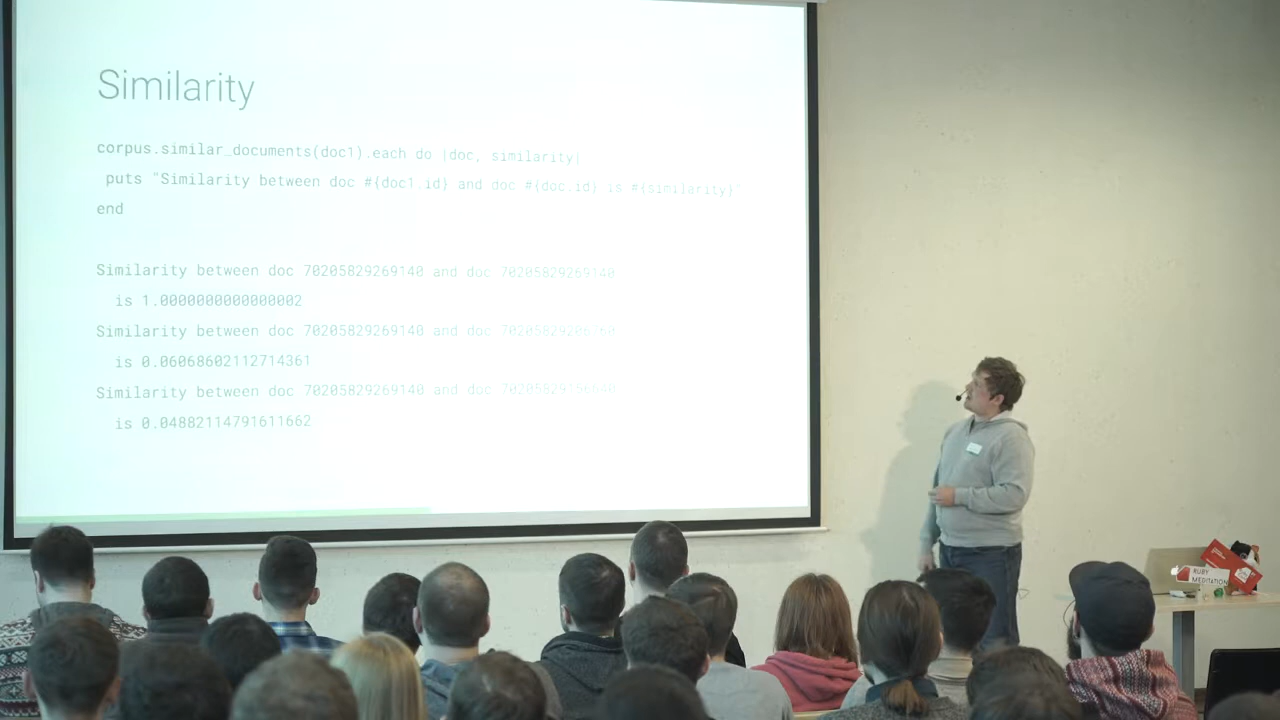 Similarity
corpus.similar_documents(doc1).each do |doc, similarity|
puts "Similarity between doc #{doc1.id} and doc #{doc.id} is #{similarity}"
end
Similarity between doc 70205829269140 and doc 70205829269140
is 1.0000000000000002
Similarity between doc 70205829269140 and doc
is 0.06068602112714361
Similarity between doc 70205829269140 and doc
is 0.04882114791611662
RUBY
MEDITATION